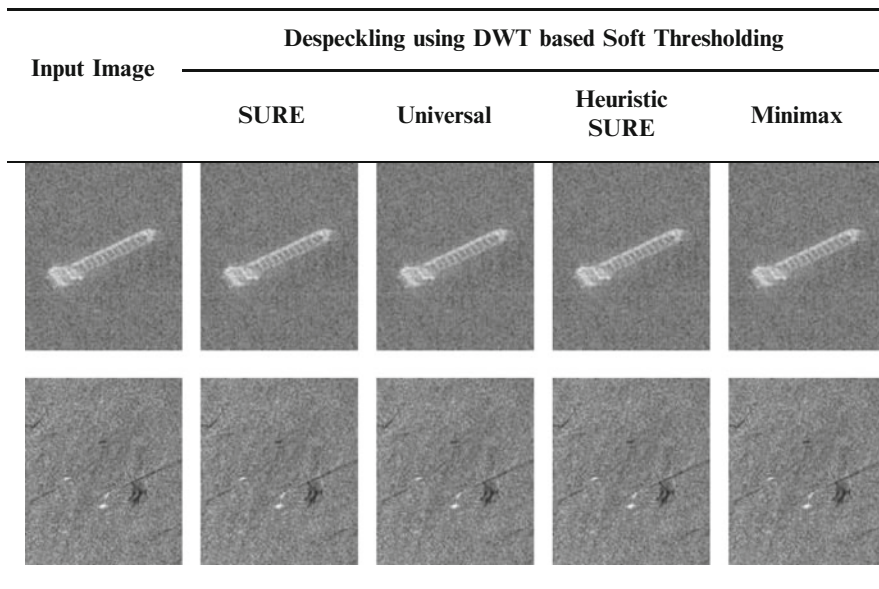 Despeckling using DWT based Soft Thresholding
Input Image
SURE
Universal
Heuristic
SURE
Minimax